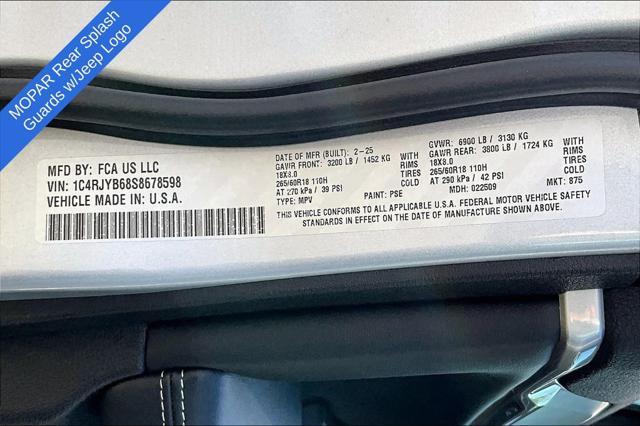 MOPAR Rear Splash
Guards w/Jeep Logo
MFD BY: FCA US LLC
VIN: 1C4RJYB68S8678598
VEHICLE MADE IN: U.S.A.
DATE OF MFR (BUILT): 2-25
GAWR FRONT: 3200 LB/ 1452 KG
18X8.0
265/60R18 110H
AT 270 kPa / 39 PSI
TYPE: MPV
WITH
RIMS
TIRES
COLD
PAINT: PSE
GVWR: 6900 LB / 3130 KG
GAWR REAR: 3800 LB / 1724 KG
18X8.0
265/60R18 110H
AT 290 kPa / 42 PSI
MDH: 022509
WITH
RIMS
TIRES
COLD
MKT: 875
THIS VEHICLE CONFORMS TO ALL APPLICABLE U.S.A. FEDERAL MOTOR VEHICLE SAFETY
STANDARDS IN EFFECT ON THE DATE OF MANUFACTURE SHOWN ABOVE.